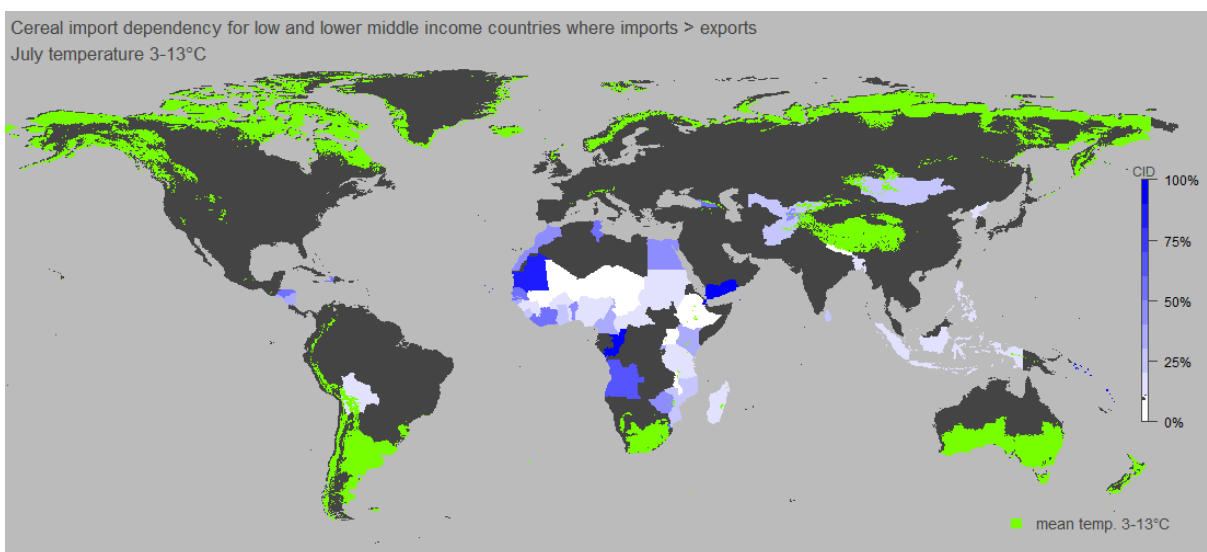 Cereal import dependency for low and lower middle income countries where imports > exports
July temperature 3-13°C
CID
100%
75%
50%
25%
0%
mean temp. 3-13°C